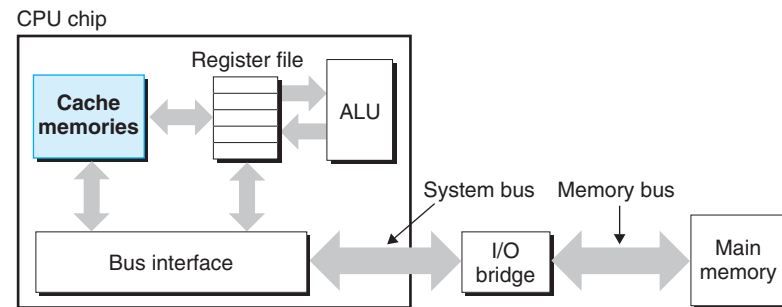 CPU chip
Register file
Cache
memories
ALU
System bus
Memory bus
Bus interface
I/O
bridge
Main
memory